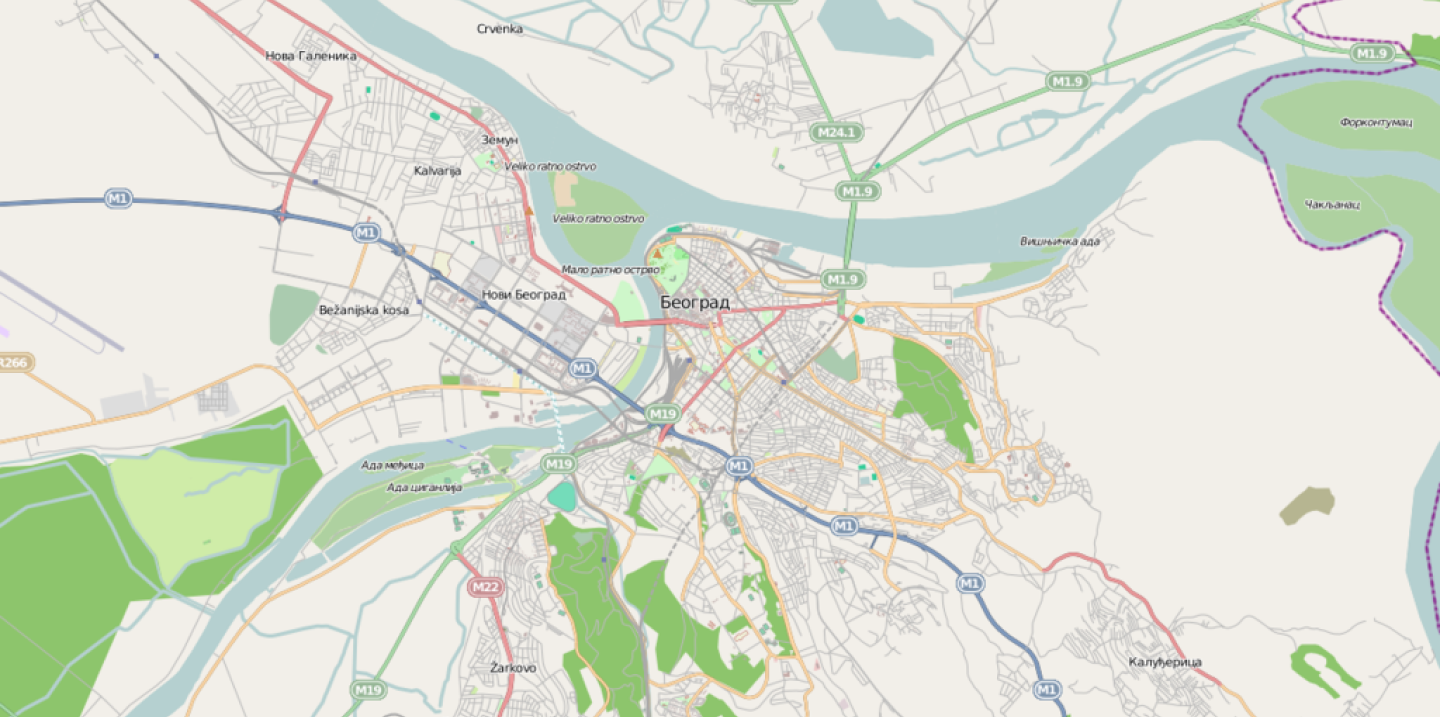 Crvenka
Нова Галеника
M1.9
M1.9
Форконтумац
M24.1
Земун
Kalvarija
Veliko ratno ostrvo
M1
M1.9
Чакљанац
Veliko ratno ostrvo
M1
Вишњичка ада
Мало ратно острво
M1.9
Нови Београд
Београд
Bežanijska kosa
R266
M1
M19
Ада међица
M19
M1
Ада циганлија
M1
M22
M1
Žarkovo
Калуђерица
M19
M1